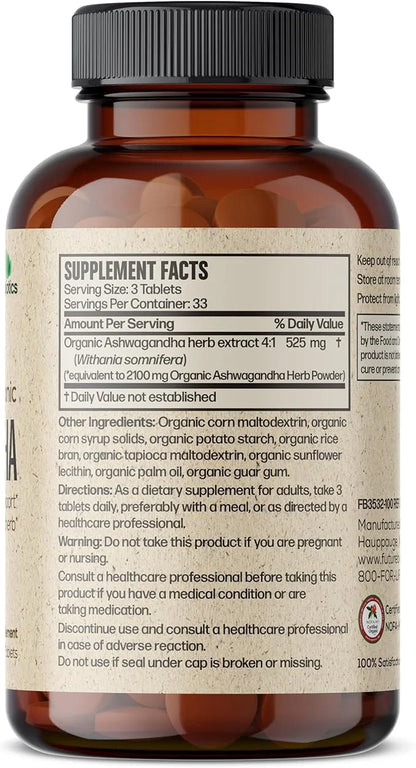 SUPPLEMENT FACTS
Serving Size: 3 Tablets
Servings Per Container: 33
Amount Per Serving % Daily Value
Organic Ashwagandha herb extract 4:1 525 mg †
(Withania somnifera)
(*equivalent to 2100 mg Organic Ashwagandha Herb Powder)
† Daily Value not established
Other Ingredients: Organic corn maltodextrin, organic
corn syrup solids, organic potato starch, organic rice
bran, organic tapioca maltodextrin, organic sunflower
lecithin, organic palm oil, organic guar gum.
Directions: As a dietary supplement for adults, take 3
tablets daily, preferably with a meal, or as directed by a
healthcare professional.
Warning: Do not take this product if you are pregnant
or nursing.
Consult a healthcare professional before taking this
product if you have a medical condition or are
taking medication.
Discontinue use and consult a healthcare professional
in case of adverse reaction.
Do not use if seal under cap is broken or missing.
Keep out of
Store at room
Protect from
*These
by the Food and
product is not
cure or
FB3532-100
Hauppauge
www.
800-FOR-
Certified
Organic
NOFA-
100%